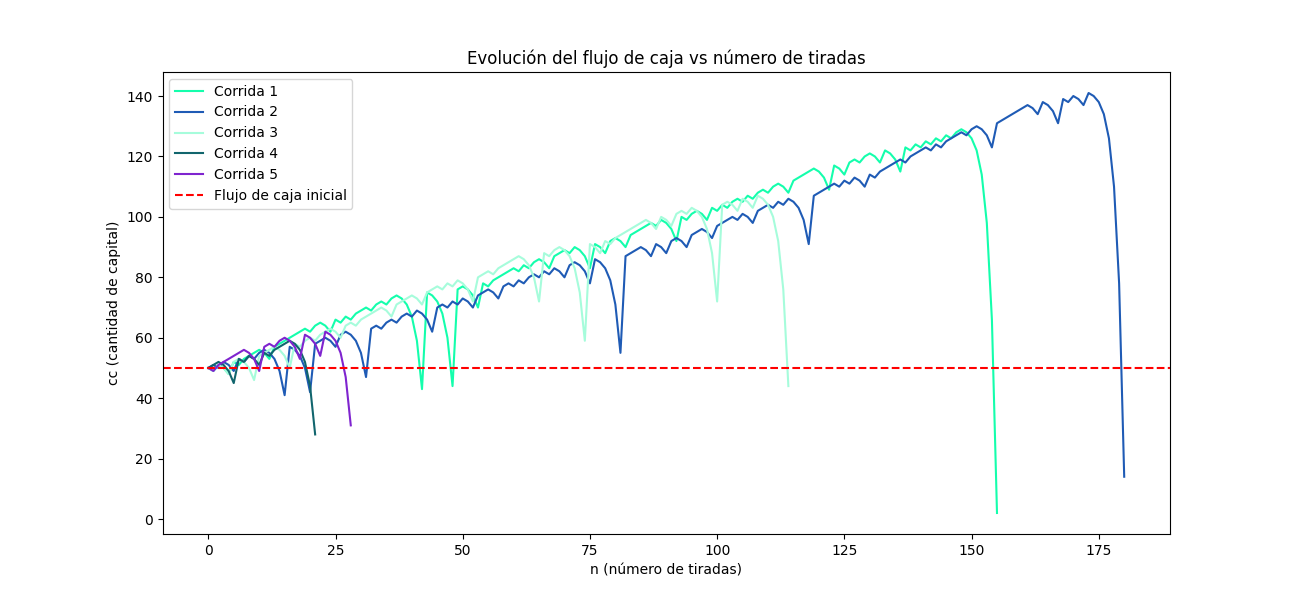 Evolución del flujo de caja vs número de tiradas
Corrida 1
Corrida 2
Corrida 3
Corrida 4
Corrida 5
Flujo de caja inicial
cc (cantidad de capital)
140
120
100
80
60
40
20
0
0 25 50 75 100 125 150 175
n (número de tiradas)